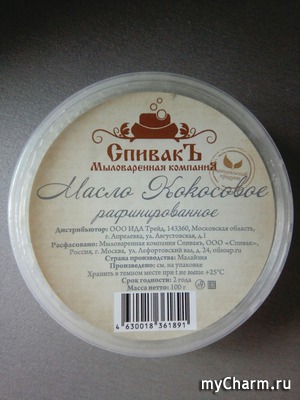 СпивакЪ
Мыловаренная компания
Масло Кокосовое
рафинированное
Дистрибьютор: ООО ИДА Трейд, 143360, Московская область,
г. Апрелевка, ул. Августовская, д.1
Расфасовано: Мыловаренная компания Спивакъ, ООО «Спивак»,
Россия, г. Москва, ул. Лефортовский вал, д. 24,
Страна производства: Малайзия
Произведено: см. на упаковке
Хранить в темном месте при t не выше +25°C
Срок годности: 2 года
Масса нетто: 100 г
4 630018 361891
myCharm.ru